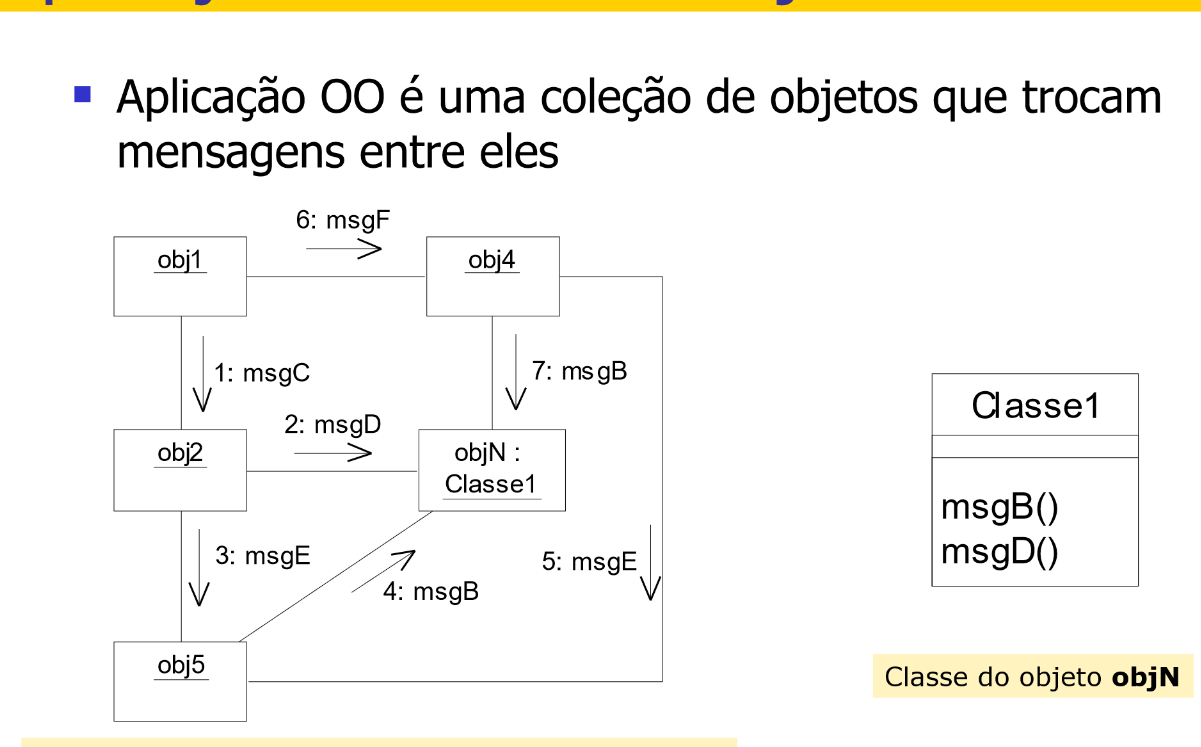 Aplicação OO é uma coleção de objetos que trocam
mensagens entre eles
6: msgF
obj1
obj4
1: msgC
7: msgB
2: msgD
obj2
objN :
Classe1
3: msgE
4: msgB
5: msgE
obj5
Classe1
msgB()
msgD()
Classe do objeto objN